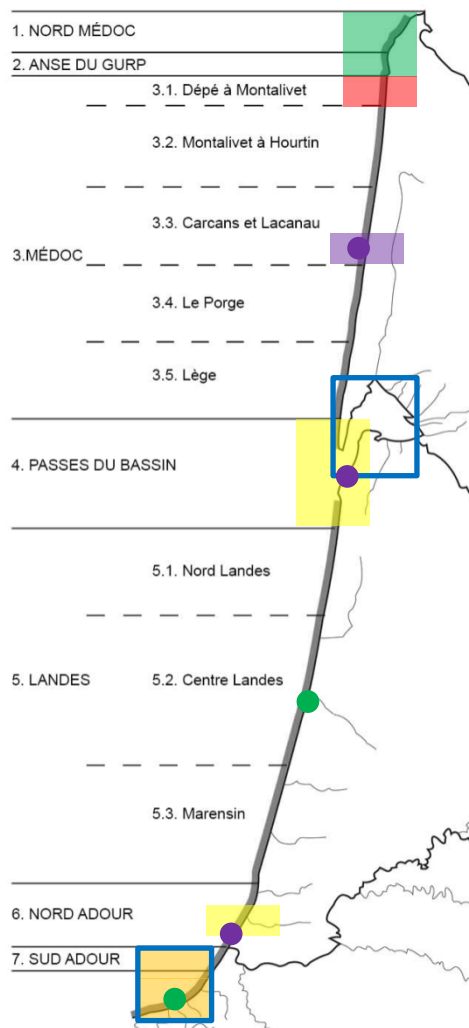 1. NORD MÉDOC
2. ANSE DU GURP
3.1. Dépé à Montalivet
3.2. Montalivet à Hourtin
3.3. Carcans et Lacanau
3.MÉDOC
3.4. Le Porge
3.5. Lège
4. PASSES DU BASSIN
5.1. Nord Landes
5. LANDES
5.2. Centre Landes
5.3. Marensin
6. NORD ADOUR
7. SUD ADOUR